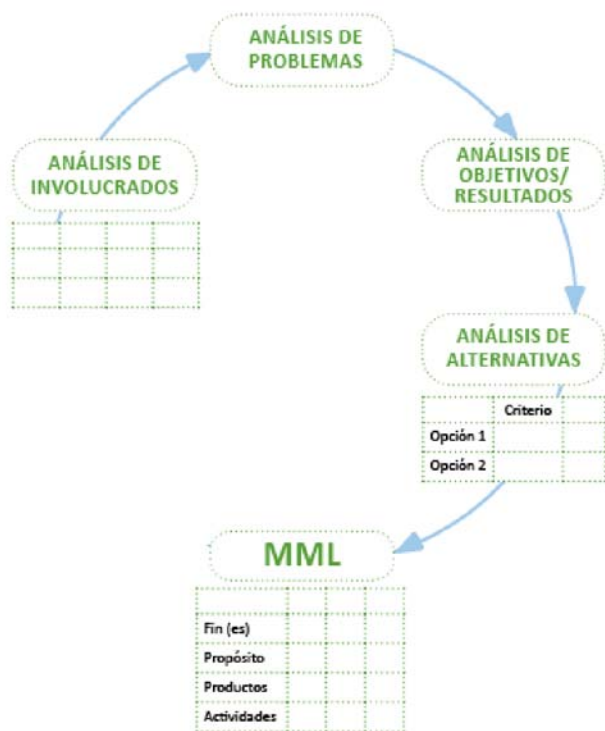 ANÁLISIS DE
PROBLEMAS
ANÁLISIS DE
INVOLUCRADOS
ANÁLISIS DE
OBJETIVOS/
RESULTADOS
ANÁLISIS DE
ALTERNATIVAS
Criterio
Opción 1
Opción 2
MML
Fin (es)
Propósito
Productos
Actividades